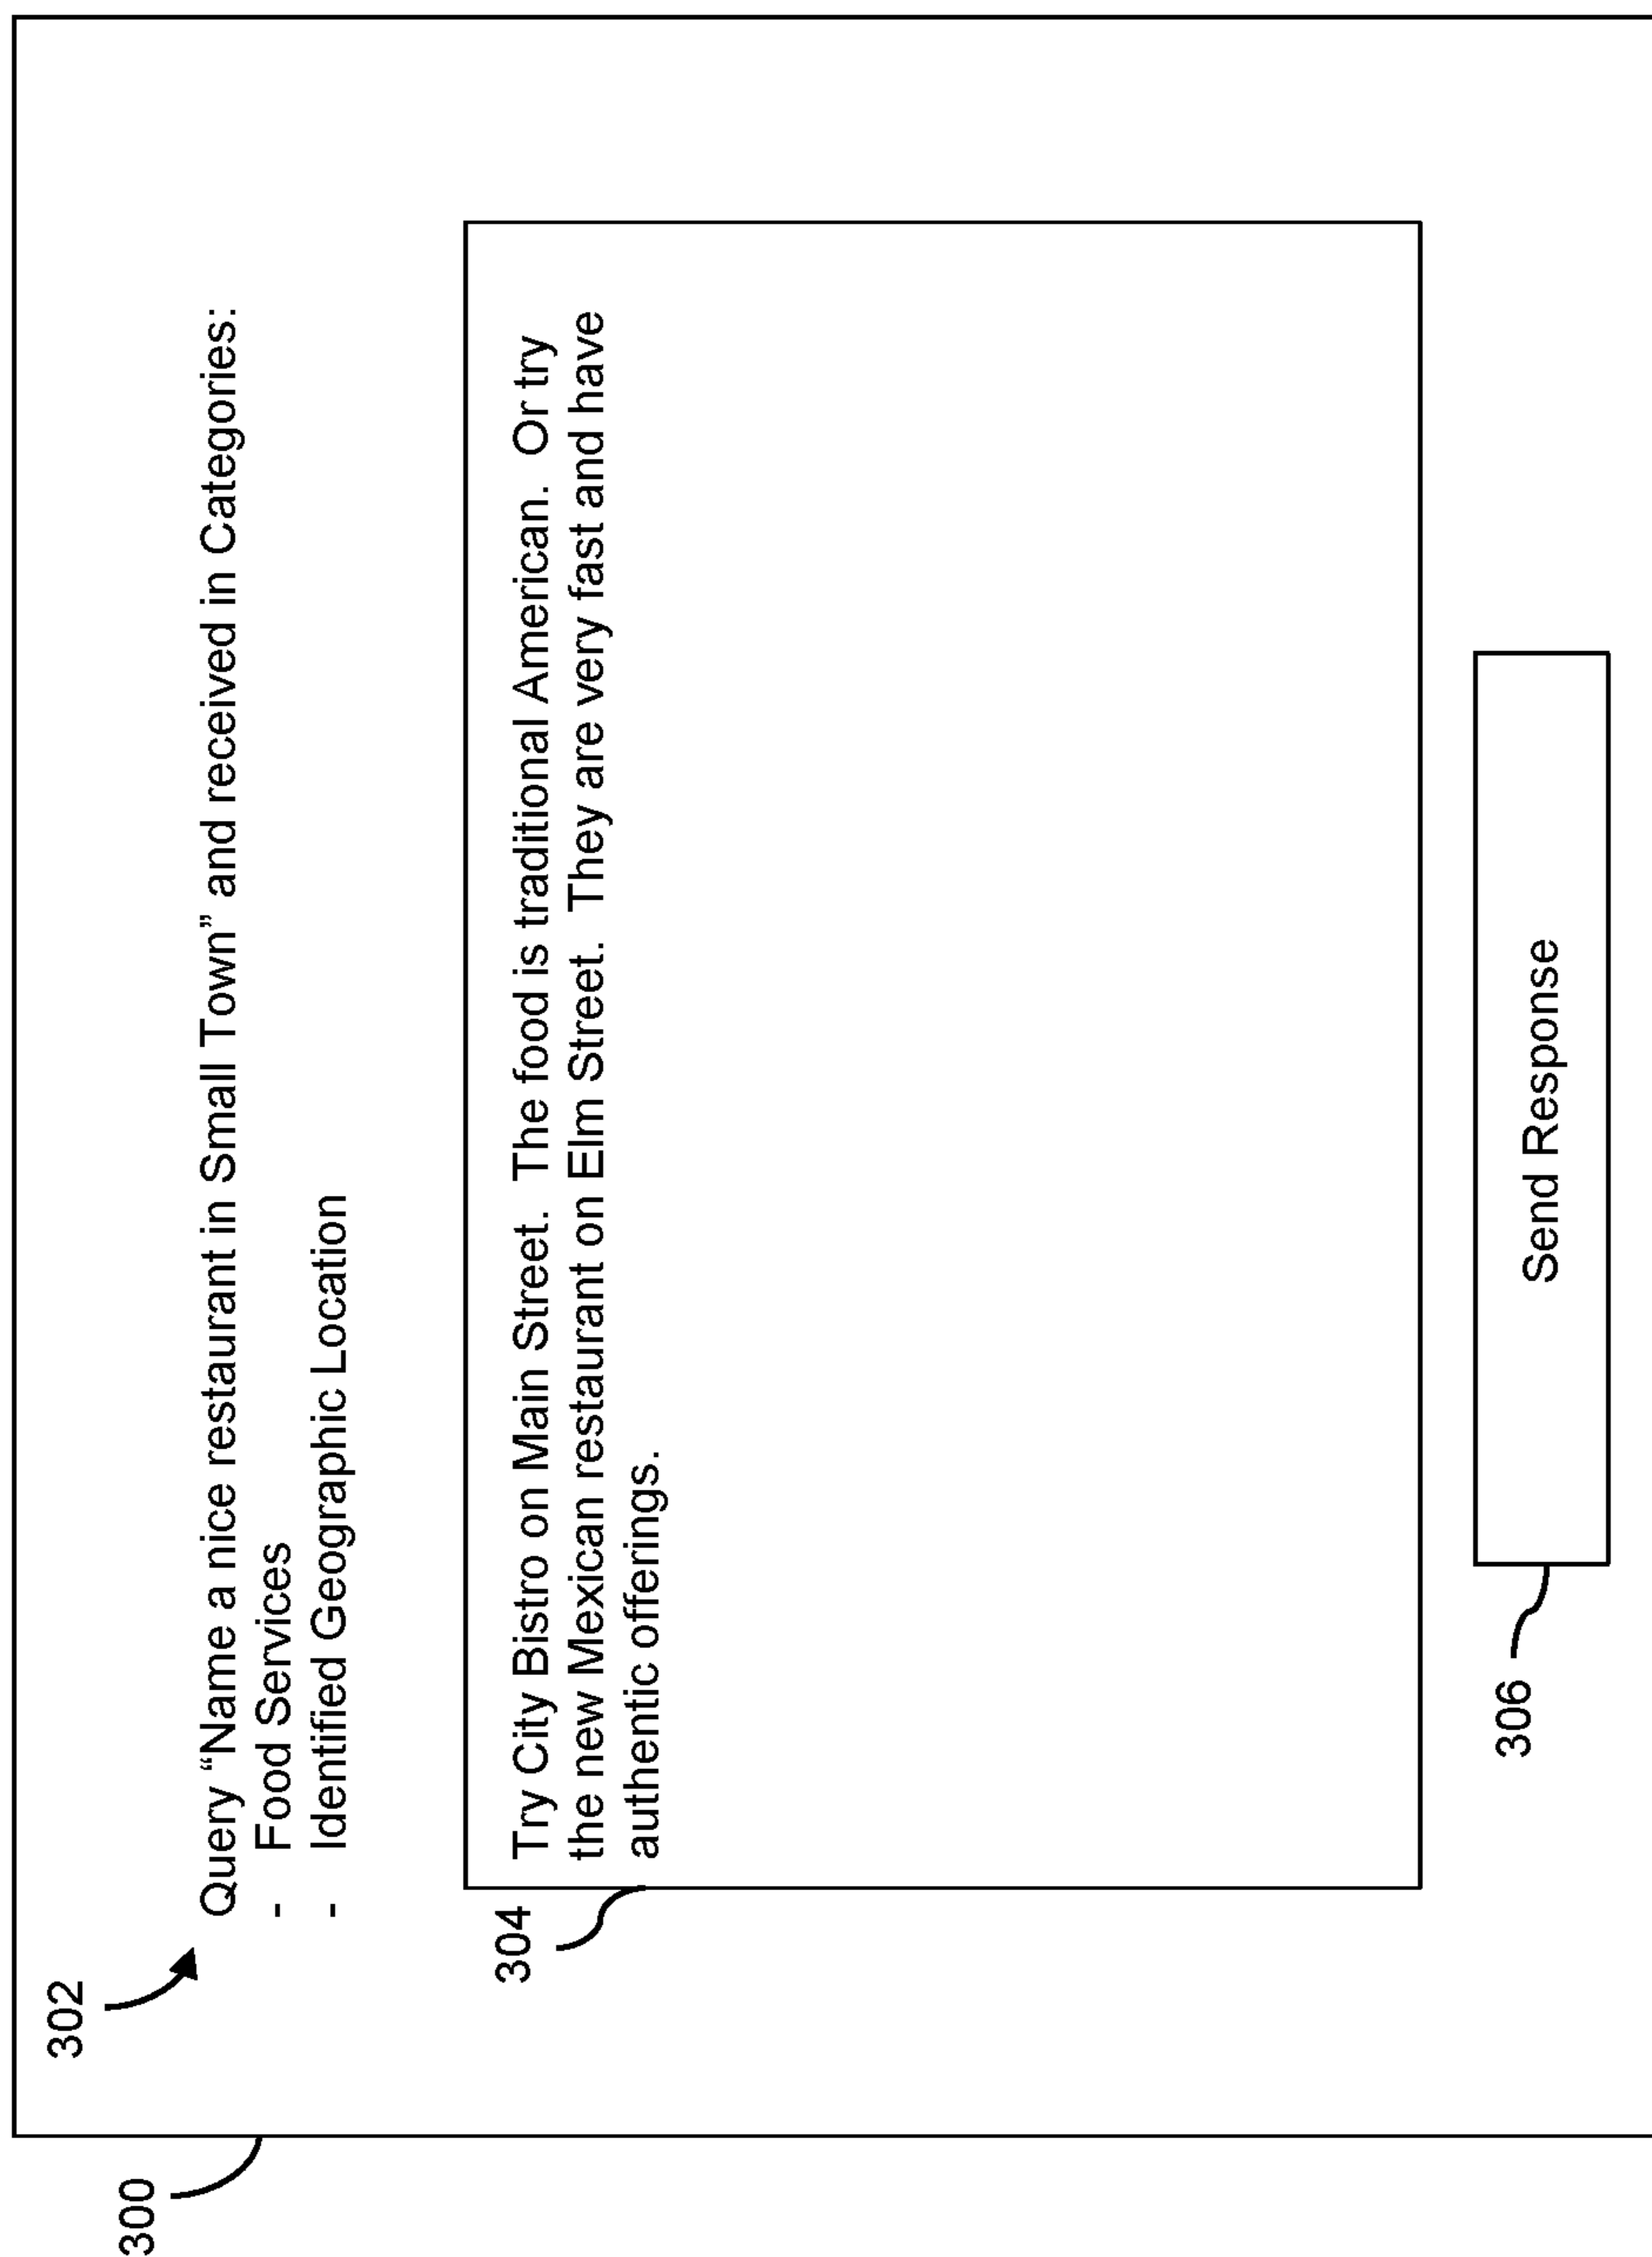 300
302
Query “Name a nice restaurant in Small Town” and received in Categories:
- Food Services
- Identified Geographic Location
304
Try City Bistro on Main Street. The food is traditional American. Or try
the new Mexican restaurant on Elm Street. They are very fast and have
authentic offerings.
306
Send Response